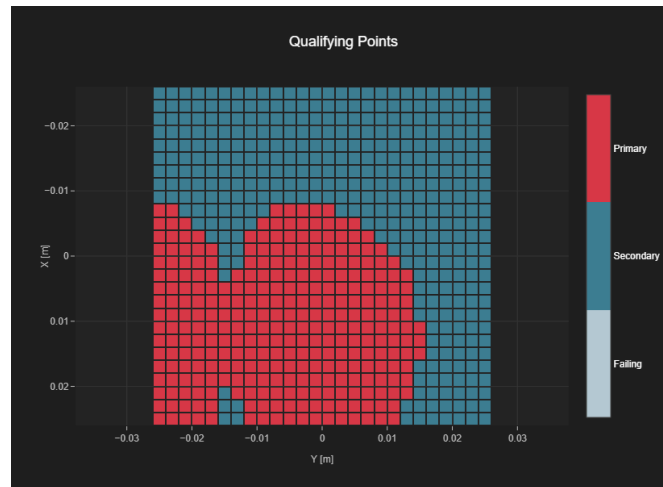 Qualifying Points
−0.02
−0.01
0
0.01
0.02
X [m]
−0.03
−0.02
−0.01
0
0.01
0.02
0.03
Y [m]
Primary
Secondary
Failing